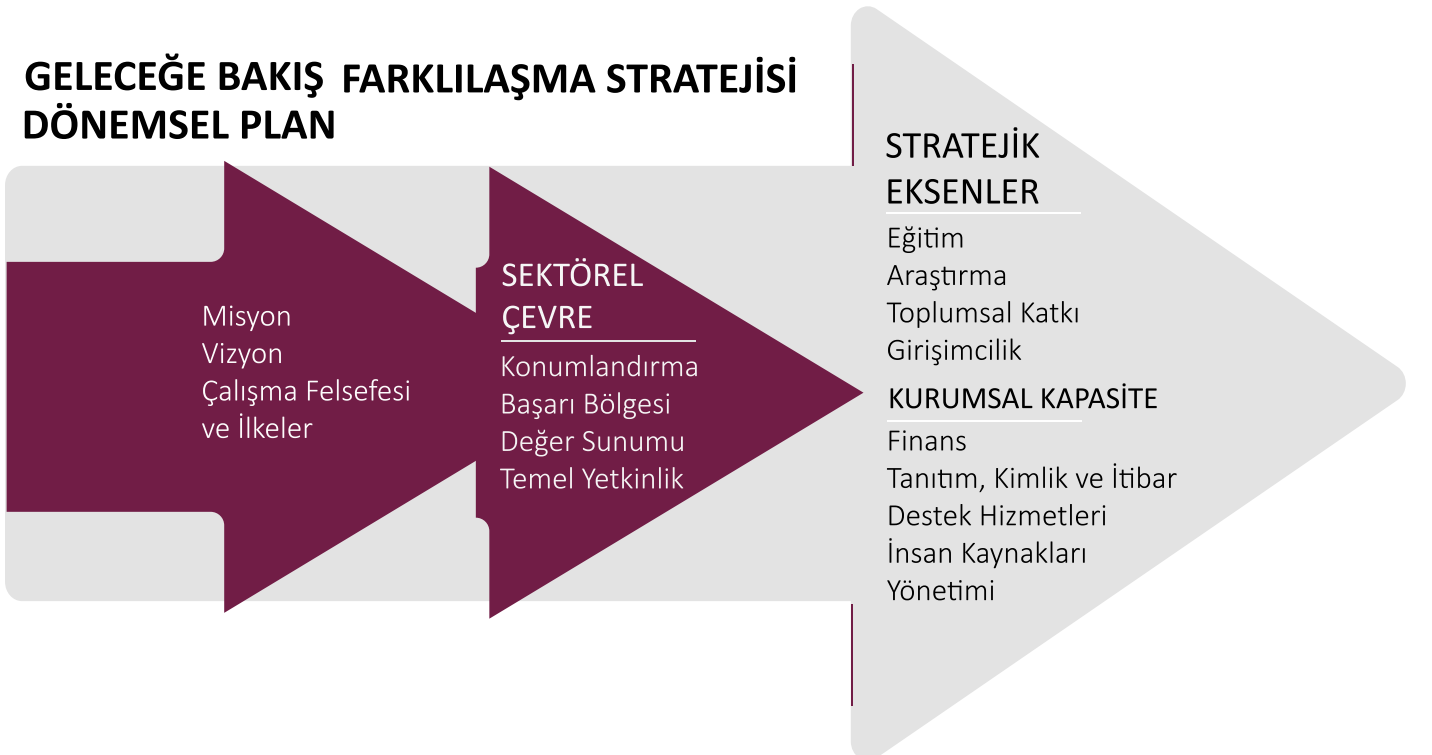 GELECEĞE BAKIŞ FARKLILAŞMA STRATEJİSİ
DÖNEMSEL PLAN
Misyon
Vizyon
Çalışma Felsefesi
ve İlkeler
SEKTÖREL
ÇEVRE
Konumlandırma
Başarı Bölgesi
Değer Sunumu
Temel Yetkinlik
STRATEJİK
EKSENLER
Eğitim
Araştırma
Toplumsal Katkı
Girişimcilik
KURUMSAL KAPASİTE
Finans
Tanıtım, Kimlik ve İtibar
Destek Hizmetleri
İnsan Kaynakları
Yönetimi